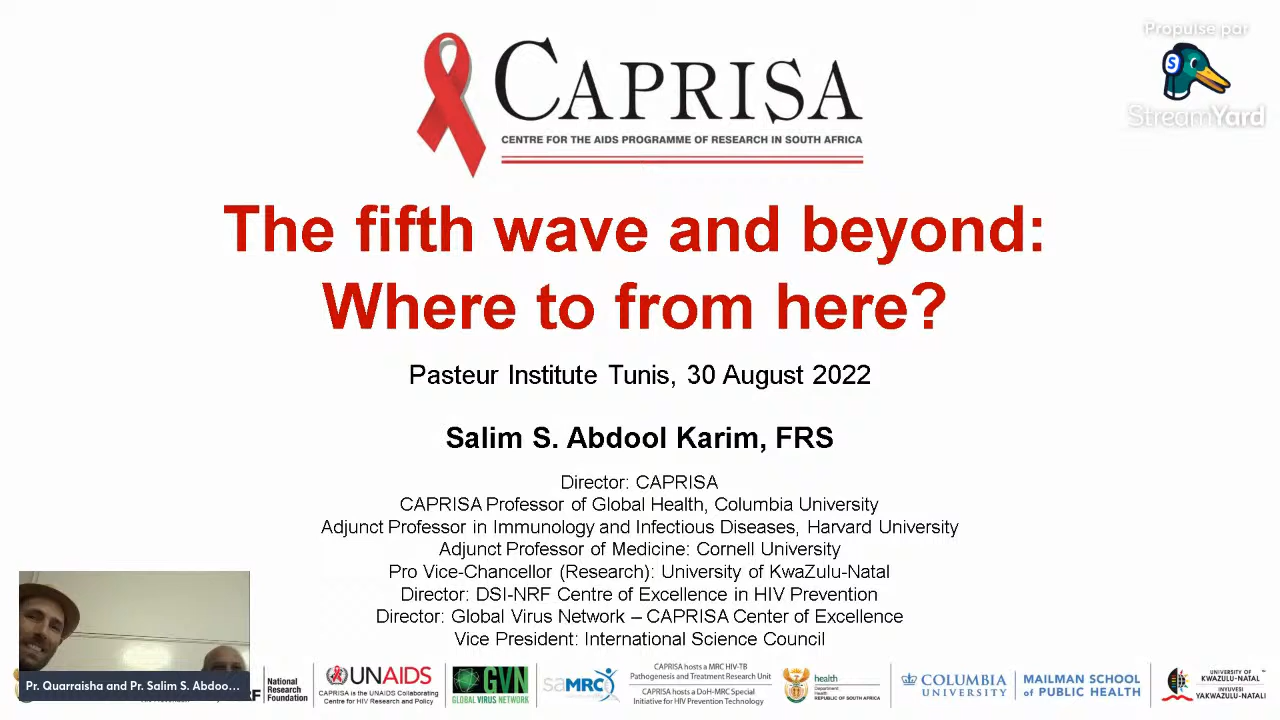 Propulsé par
StreamYard
CAPRISA
CENTRE FOR THE AIDS PROGRAMME OF RESEARCH IN SOUTH AFRICA
The fifth wave and beyond:
Where to from here?
Pasteur Institute Tunis, 30 August 2022
Salim S. Abdool Karim, FRS
Director: CAPRISA
CAPRISA Professor of Global Health, Columbia University
Adjunct Professor in Immunology and Infectious Diseases, Harvard University
Adjunct Professor of Medicine: Cornell University
Pro Vice-Chancellor (Research): University of KwaZulu-Natal
Director: DSI-NRF Centre of Excellence in HIV Prevention
Director: Global Virus Network – CAPRISA Center of Excellence
Vice President: International Science Council
Pr. Quarraisha and Pr. Salim S. Abdoo...
National
Research
Foundation
UNAIDS
CAPRISA is the UNAIDS Collaborating
Centre for HIV Research and Policy
GVN
GLOBAL VIRUS NETWORK
saMRC
CAPRISA hosts a MRC HIV-TB
Pathogenesis and Treatment Research Unit
CAPRISA hosts a DoH-MRC Special
Initiative for HIV Prevention Technology
health
Department:
Health
REPUBLIC OF SOUTH AFRICA
COLUMBIA
UNIVERSITY
MAILMAN SCHOOL
of PUBLIC HEALTH
UNIVERSITY OF
KWAZULU-NATAL
INYUVESI
YAKWAZULU-NATALI